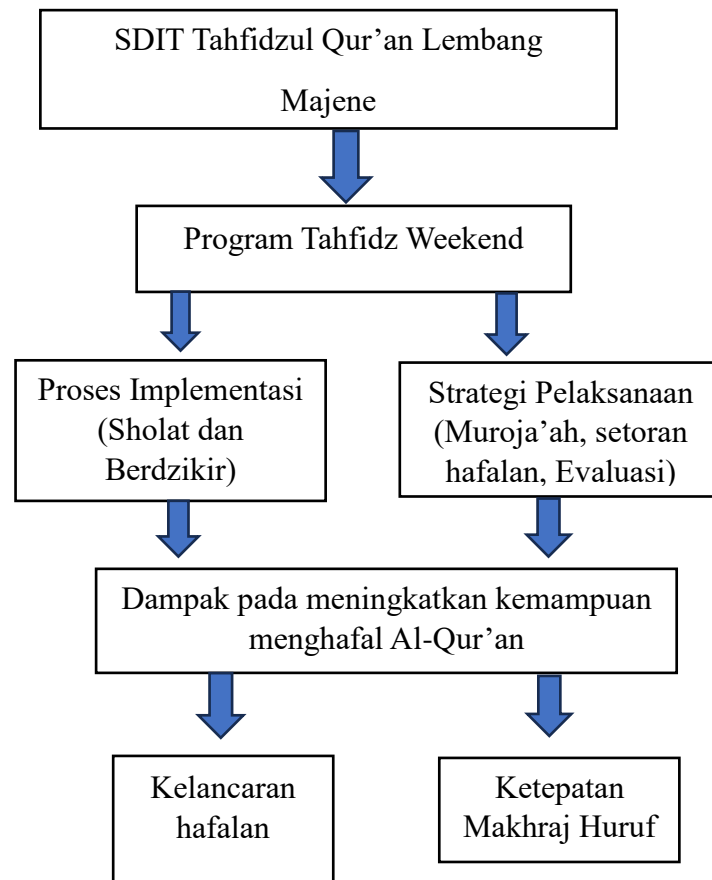 SDIT Tahfidzul Qur’an Lembang
Majene
Program Tahfidz Weekend
Proses Implementasi
(Sholat dan
Berdzikir)
Strategi Pelaksanaan
(Muroja’ah, setoran
hafalan, Evaluasi)
Dampak pada meningkatkan kemampuan
menghafal Al-Qur’an
Kelancaran
hafalan
Ketepatan
Makhraj Huruf